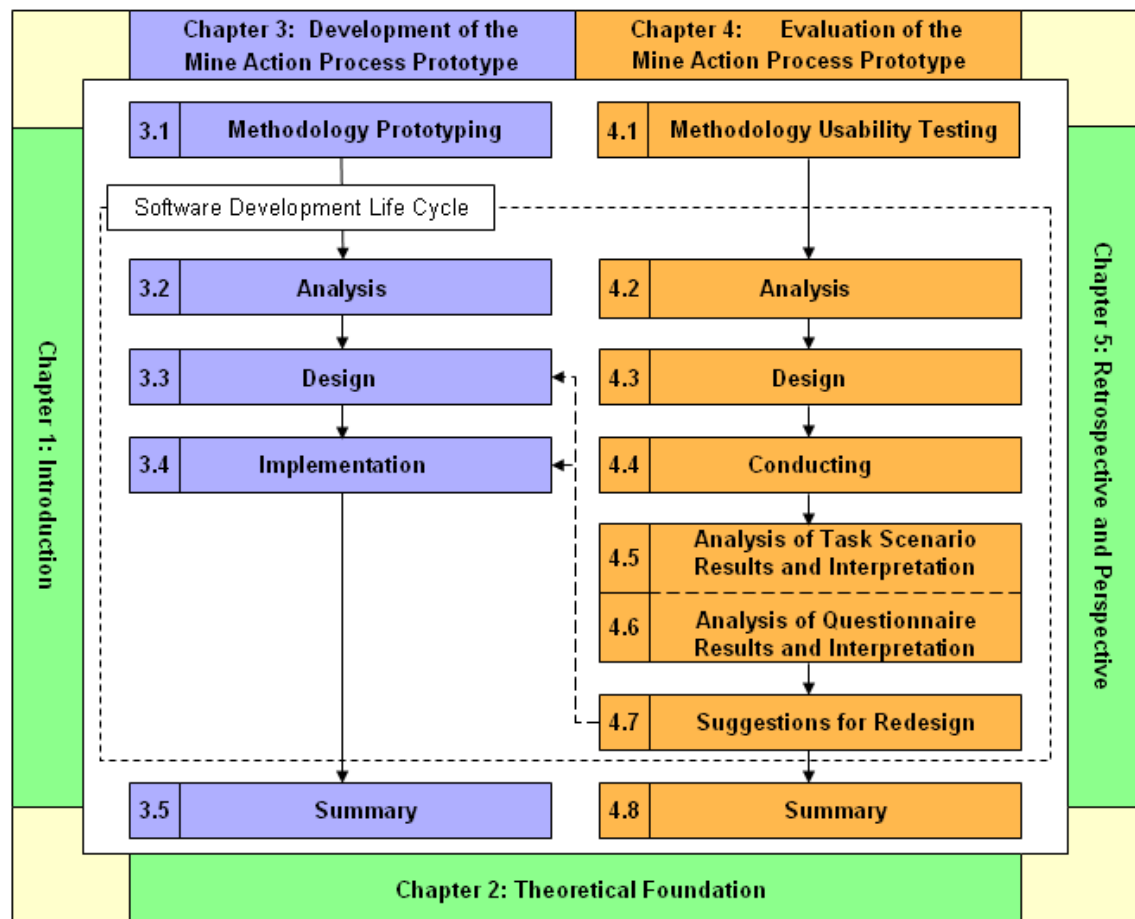 Chapter 3: Development of the
Mine Action Process Prototype
Chapter 4: Evaluation of the
Mine Action Process Prototype
Chapter 1: Introduction
3.1 Methodology Prototyping
Software Development Life Cycle
3.2 Analysis
3.3 Design
3.4 Implementation
3.5 Summary
4.1 Methodology Usability Testing
4.2 Analysis
4.3 Design
4.4 Conducting
4.5 Analysis of Task Scenario
Results and Interpretation
4.6 Analysis of Questionnaire
Results and Interpretation
4.7 Suggestions for Redesign
4.8 Summary
Chapter 5: Retrospective and Perspective
Chapter 2: Theoretical Foundation